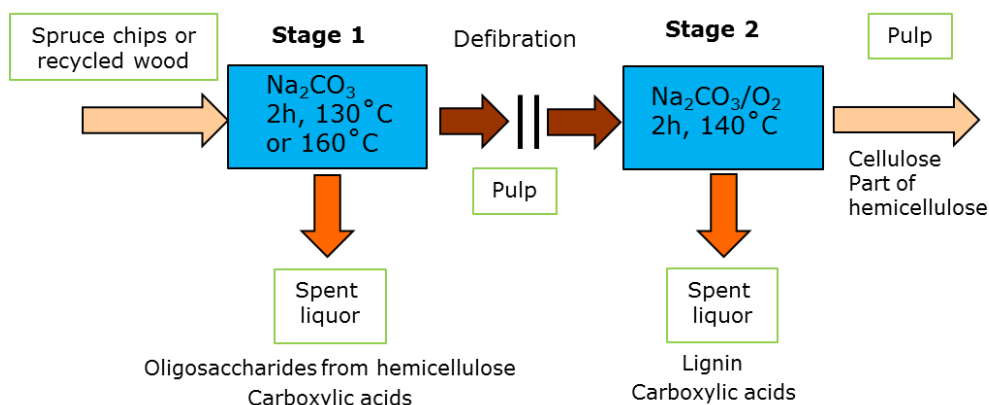 Spruce chips or
recycled wood
Stage 1
Na₂CO₃
2h, 130˚C
or 160˚C
Defibration
Pulp
Stage 2
Na₂CO₃/O₂
2h, 140˚C
Pulp
Cellulose
Part of
hemicellulose
Spent
liquor
Oligosaccharides from hemicellulose
Carboxylic acids
Spent
liquor
Lignin
Carboxylic acids